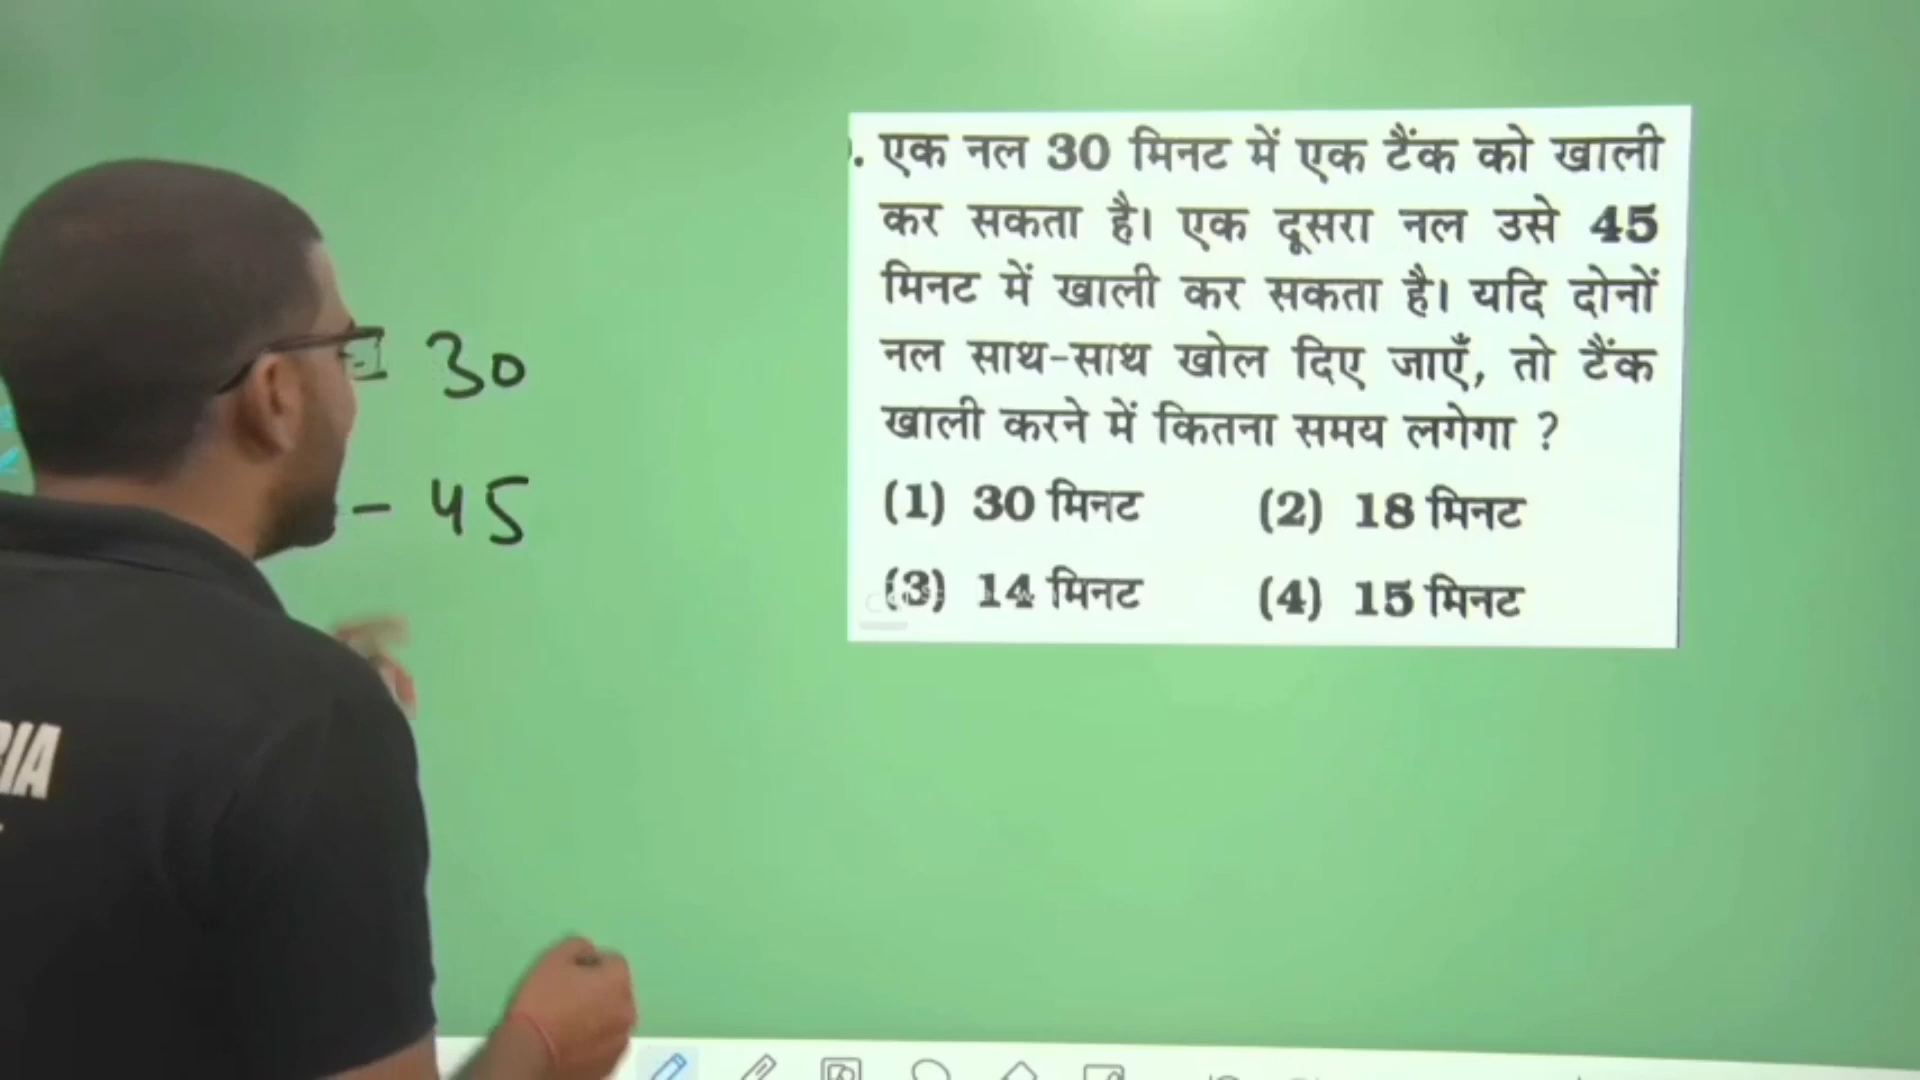 . एक नल 30 मिनट में एक टैंक को खाली
कर सकता है। एक दूसरा नल उसे 45
मिनट में खाली कर सकता है। यदि दोनों
नल साथ-साथ खोल दिए जाएँ, तो टैंक
खाली करने में कितना समय लगेगा ?
(1) 30 मिनट (2) 18 मिनट
(3) 14 मिनट (4) 15 मिनट
30
- 45
RIA